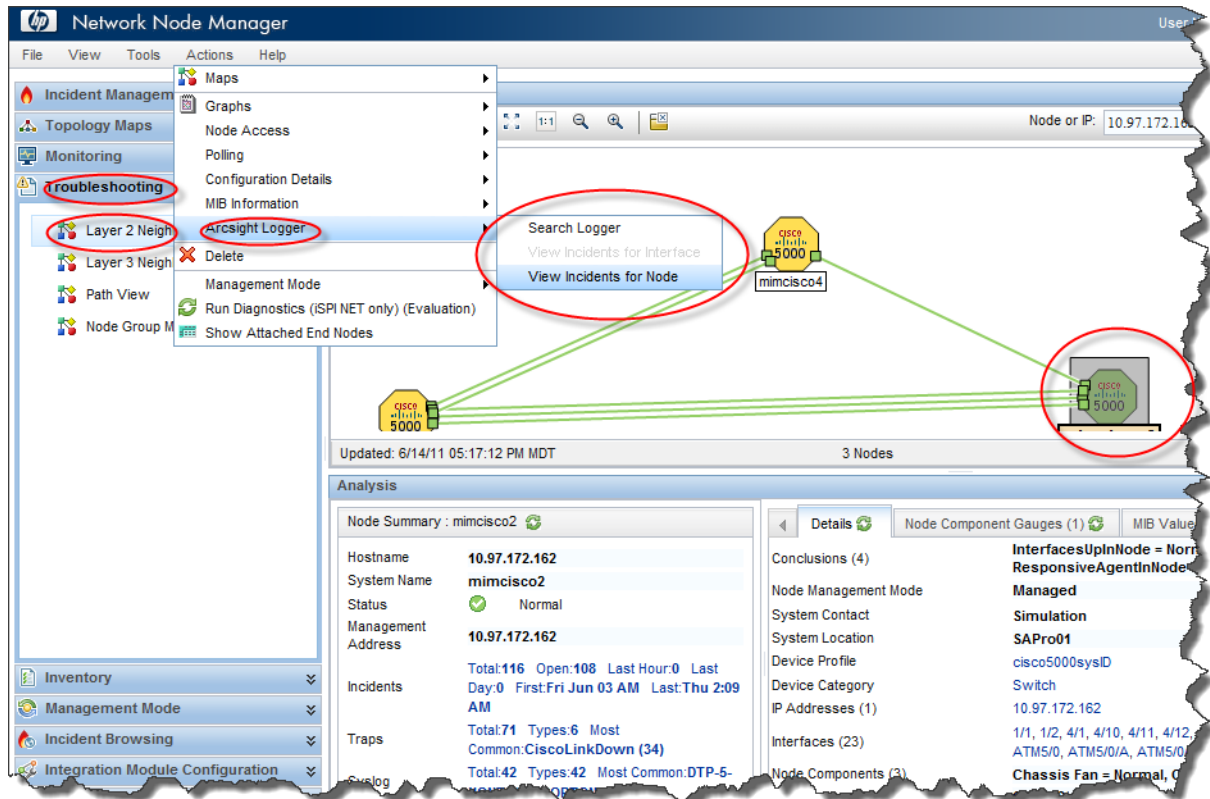 hp Network Node Manager
User
File View Tools Actions Help
Incident Managem
Topology Maps
Monitoring
Troubleshooting
Layer 2 Neigh
Layer 3 Neigh
Path View
Node Group M
Maps
Graphs
Node Access
Polling
Configuration Details
MIB Information
Arcsight Logger
Delete
Management Mode
Run Diagnostics (iSPI NET only) (Evaluation)
Show Attached End Nodes
Search Logger
View Incidents for Interface
View Incidents for Node
1:1
Node or IP: 10.97.172.16
cisco
5000
mimcisco4
cisco
5000
cisco
5000
Updated: 6/14/11 05:17:12 PM MDT 3 Nodes
Analysis
Node Summary : mimcisco2
Hostname 10.97.172.162
System Name mimcisco2
Status Normal
Management
Address 10.97.172.162
Incidents Total:116 Open:108 Last Hour:0 Last
Day:0 First:Fri Jun 03 AM Last:Thu 2:09
AM
Traps Total:71 Types:6 Most
Common:CiscoLinkDown (34)
Syslog Total:42 Types:42 Most Common:DTP-5-
Details Node Component Gauges (1) MIB Value
Conclusions (4) InterfacesUpInNode = Norm
ResponsiveAgentInNode
Node Management Mode Managed
System Contact Simulation
System Location SAPro01
Device Profile cisco5000sysID
Device Category Switch
IP Addresses (1) 10.97.172.162
Interfaces (23) 1/1, 1/2, 4/1, 4/10, 4/11, 4/12,
ATM5/0, ATM5/0/A, ATM5/0/
Node Components (3) Chassis Fan = Normal, C
Inventory
Management Mode
Incident Browsing
Integration Module Configuration